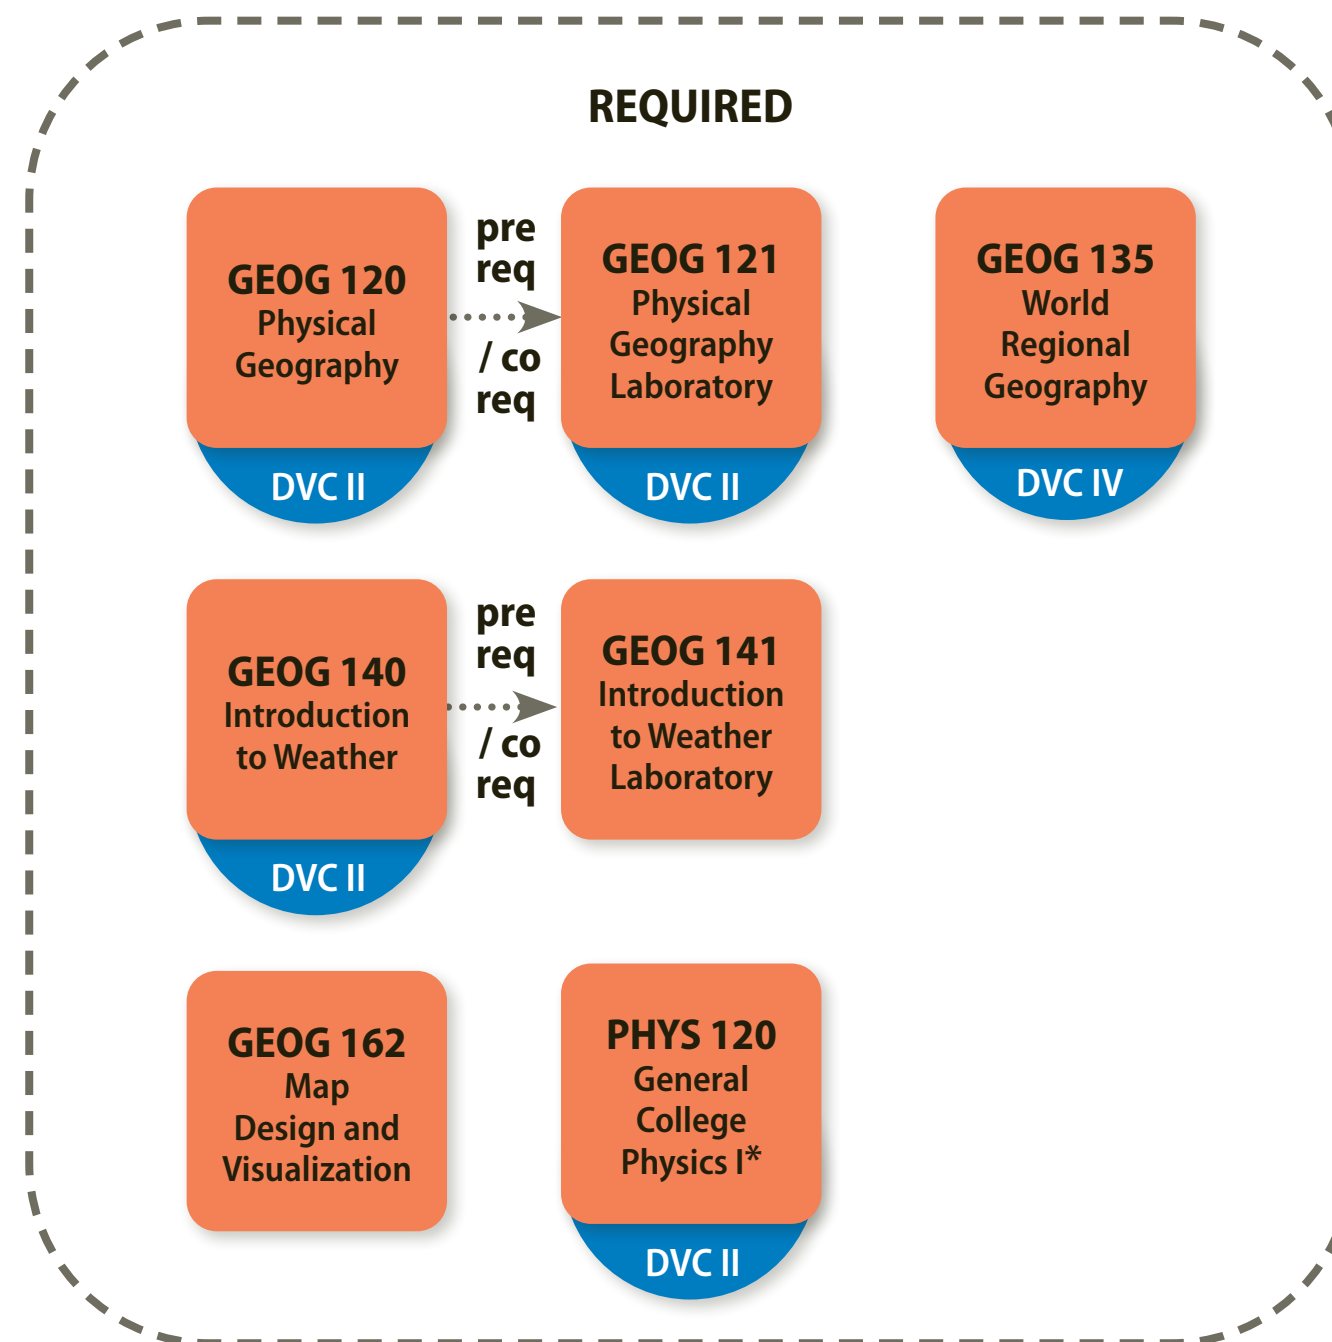 REQUIRED
GEOG 120
Physical
Geography
DVC II
pre
req
/ co
req
GEOG 121
Physical
Geography
Laboratory
DVC II
GEOG 135
World
Regional
Geography
DVC IV
GEOG 140
Introduction
to Weather
DVC II
pre
req
/ co
req
GEOG 141
Introduction
to Weather
Laboratory
GEOG 162
Map
Design and
Visualization
PHYS 120
General
College
Physics I*
DVC II